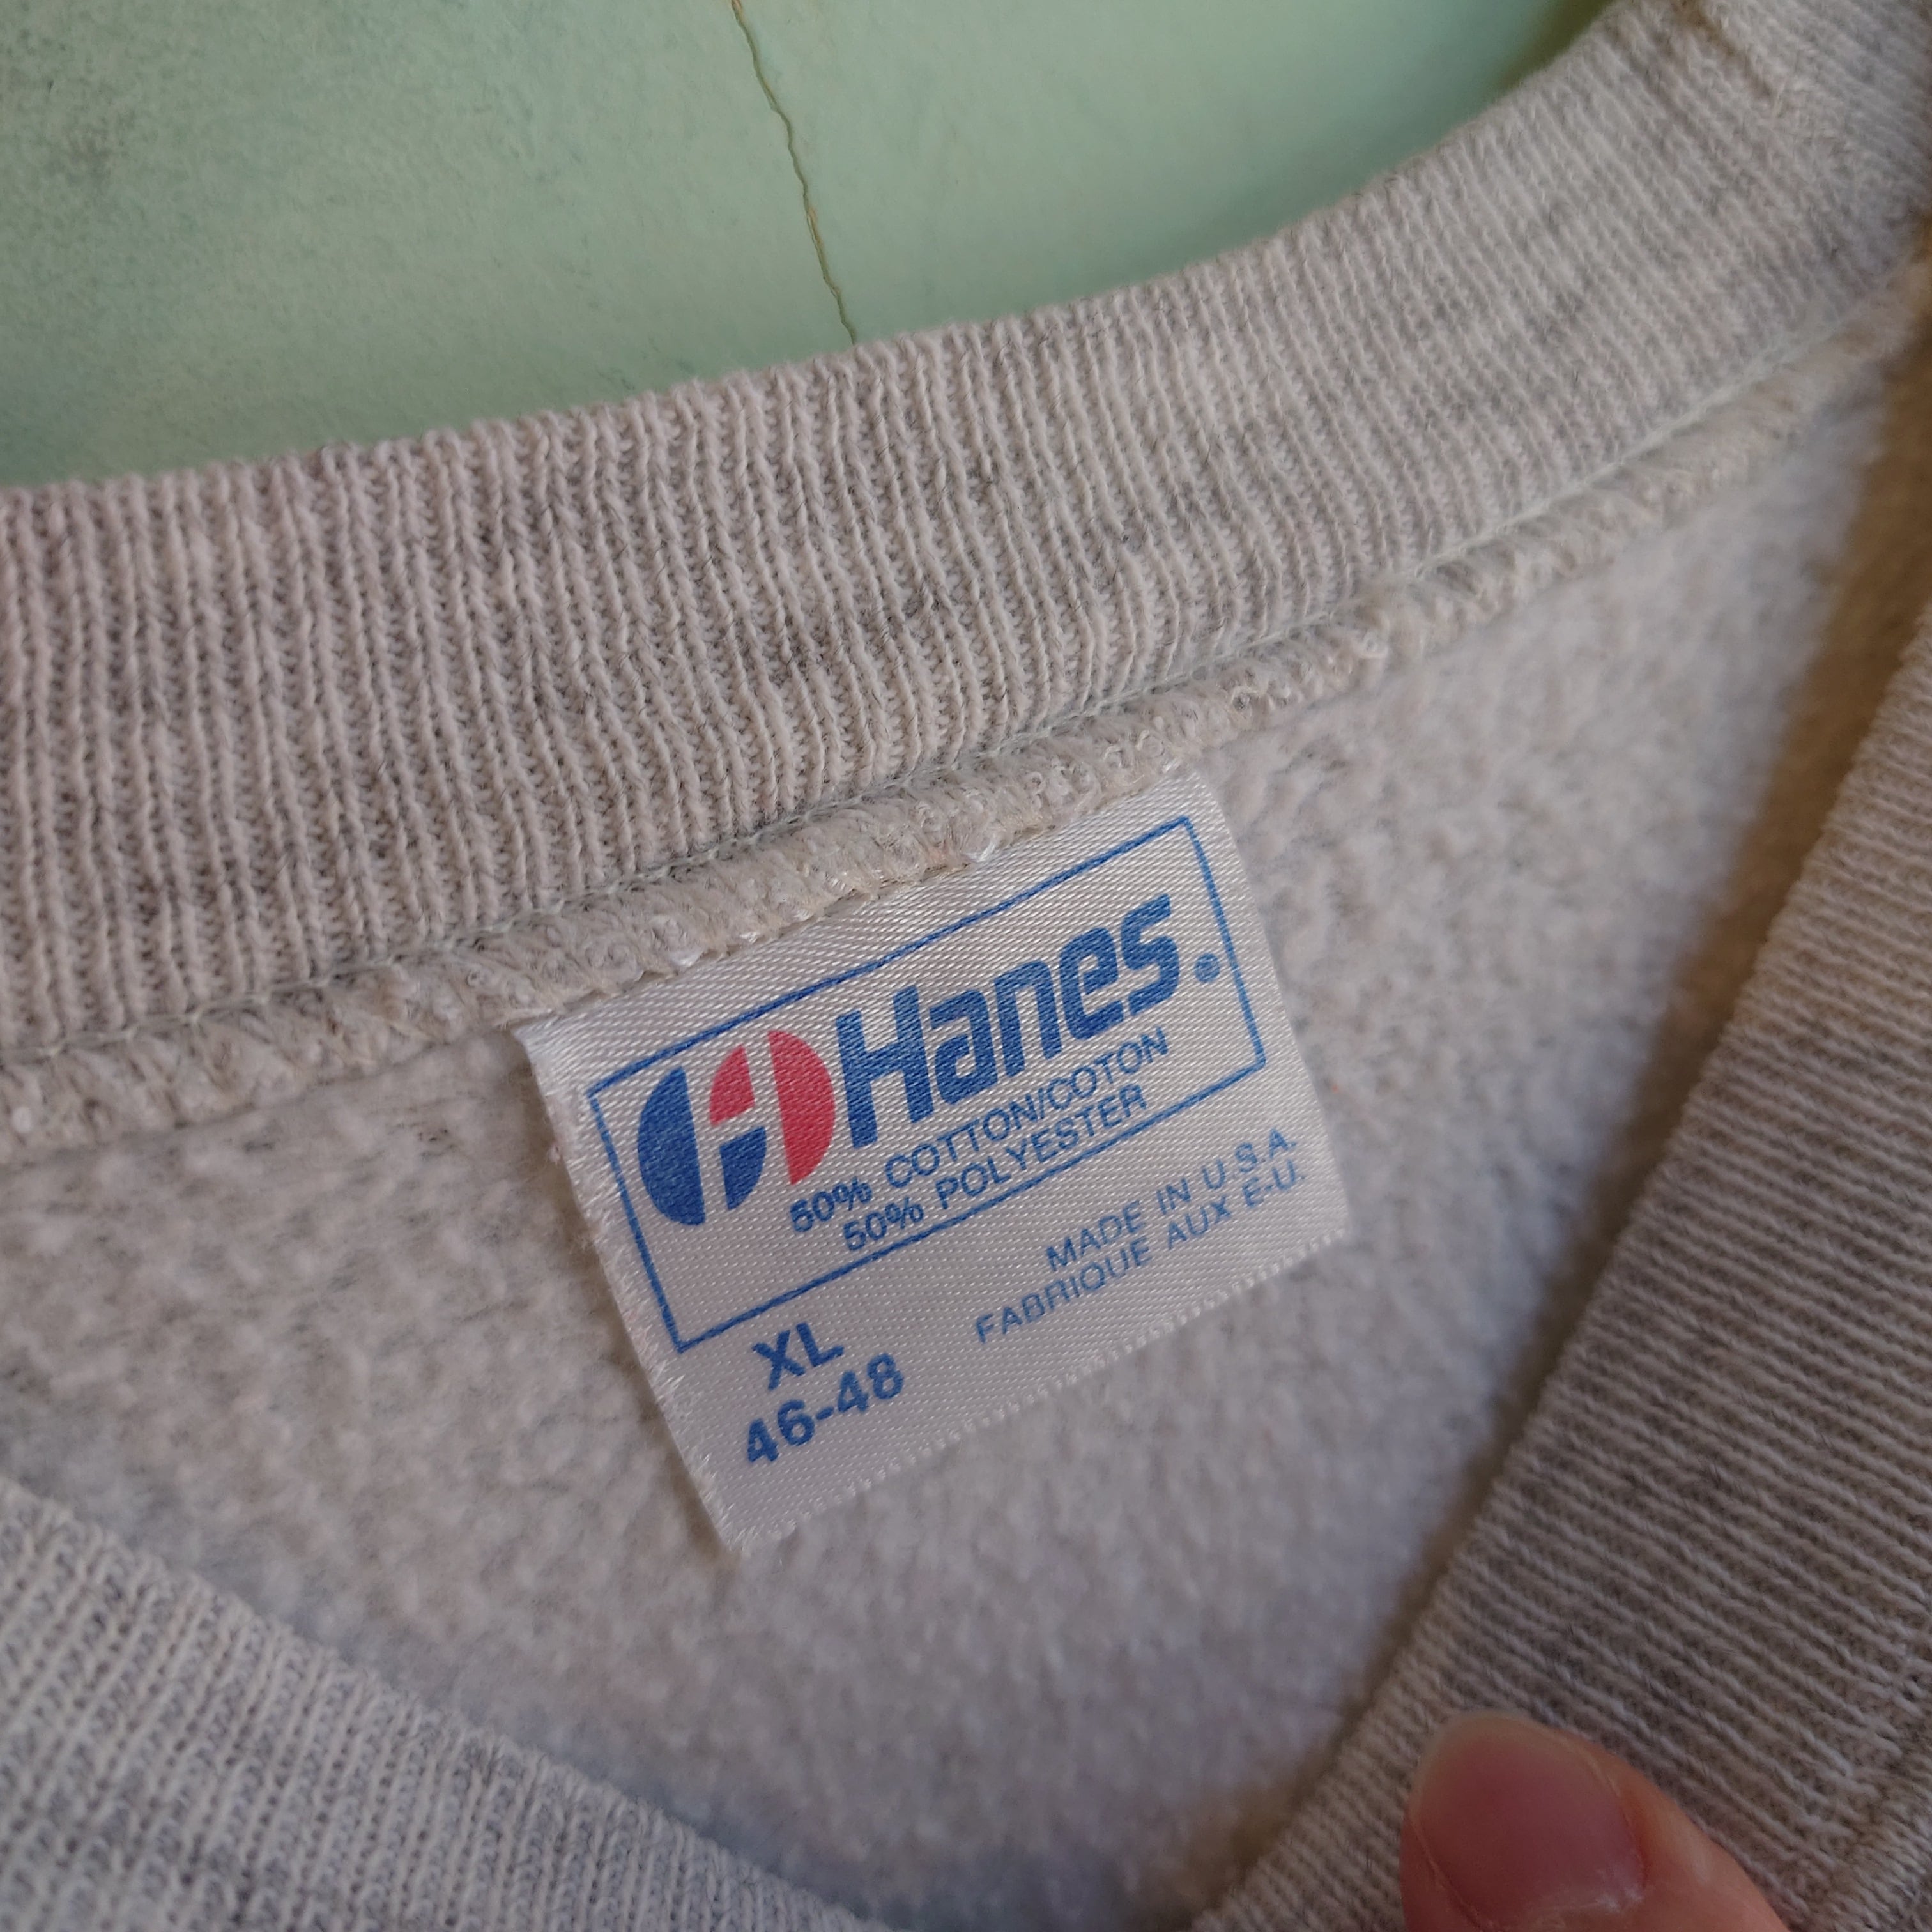 Hanes®
50% COTTON/COTON
50% POLYESTER
MADE IN U.S.A.
FABRIQUE AUX E-U.
XL
46-48